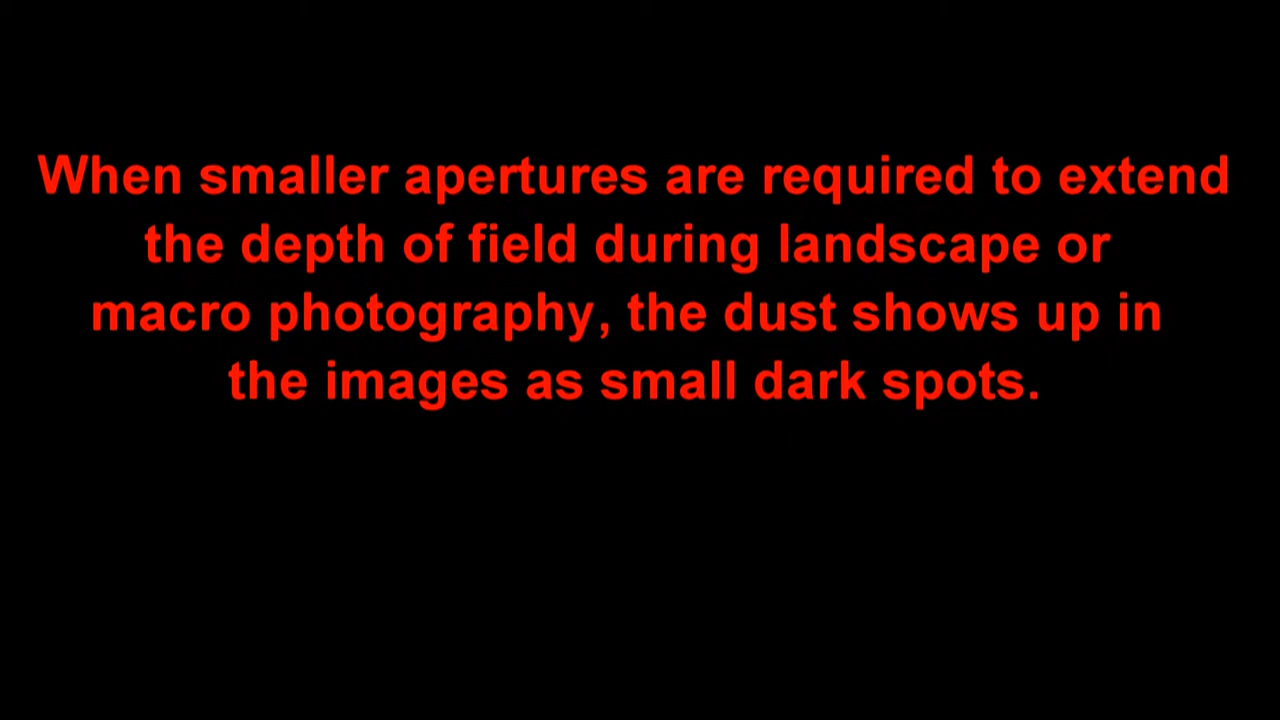 When smaller apertures are required to extend
the depth of field during landscape or
macro photography, the dust shows up in
the images as small dark spots.